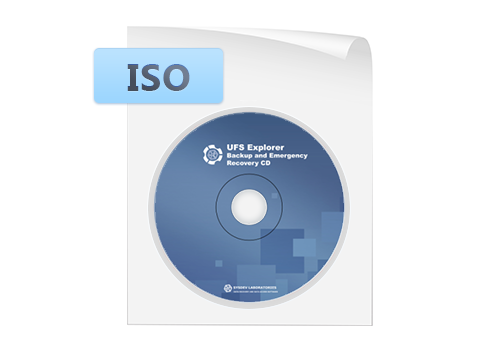 ISO
UFS Explorer
Backup and Emergency
Recovery CD
SYSDEV LABORATORIES